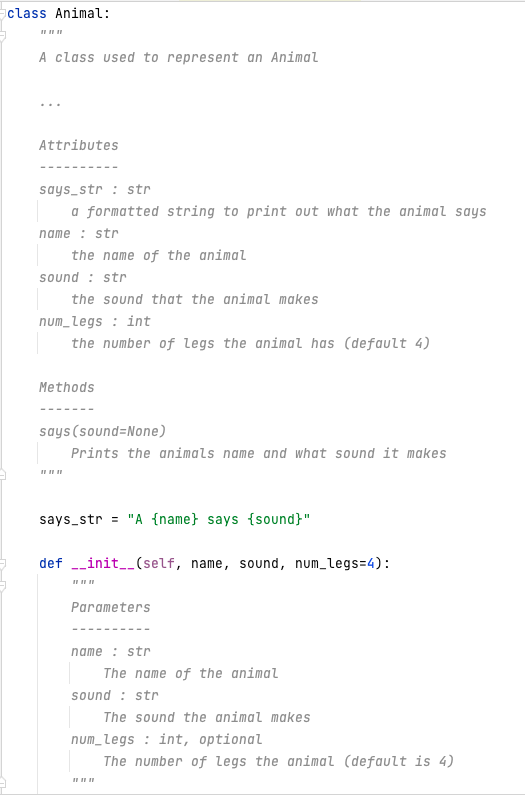 class Animal:
    """
    A class used to represent an Animal

    ...

    Attributes
    ----------
    says_str : str
        a formatted string to print out what the animal says
    name : str
        the name of the animal
    sound : str
        the sound that the animal makes
    num_legs : int
        the number of legs the animal has (default 4)

    Methods
    -------
    says(sound=None)
        Prints the animals name and what sound it makes
    """

    says_str = "A {name} says {sound}"

    def __init__(self, name, sound, num_legs=4):
        """
        Parameters
        ----------
        name : str
            The name of the animal
        sound : str
            The sound the animal makes
        num_legs : int, optional
            The number of legs the animal (default is 4)
        """